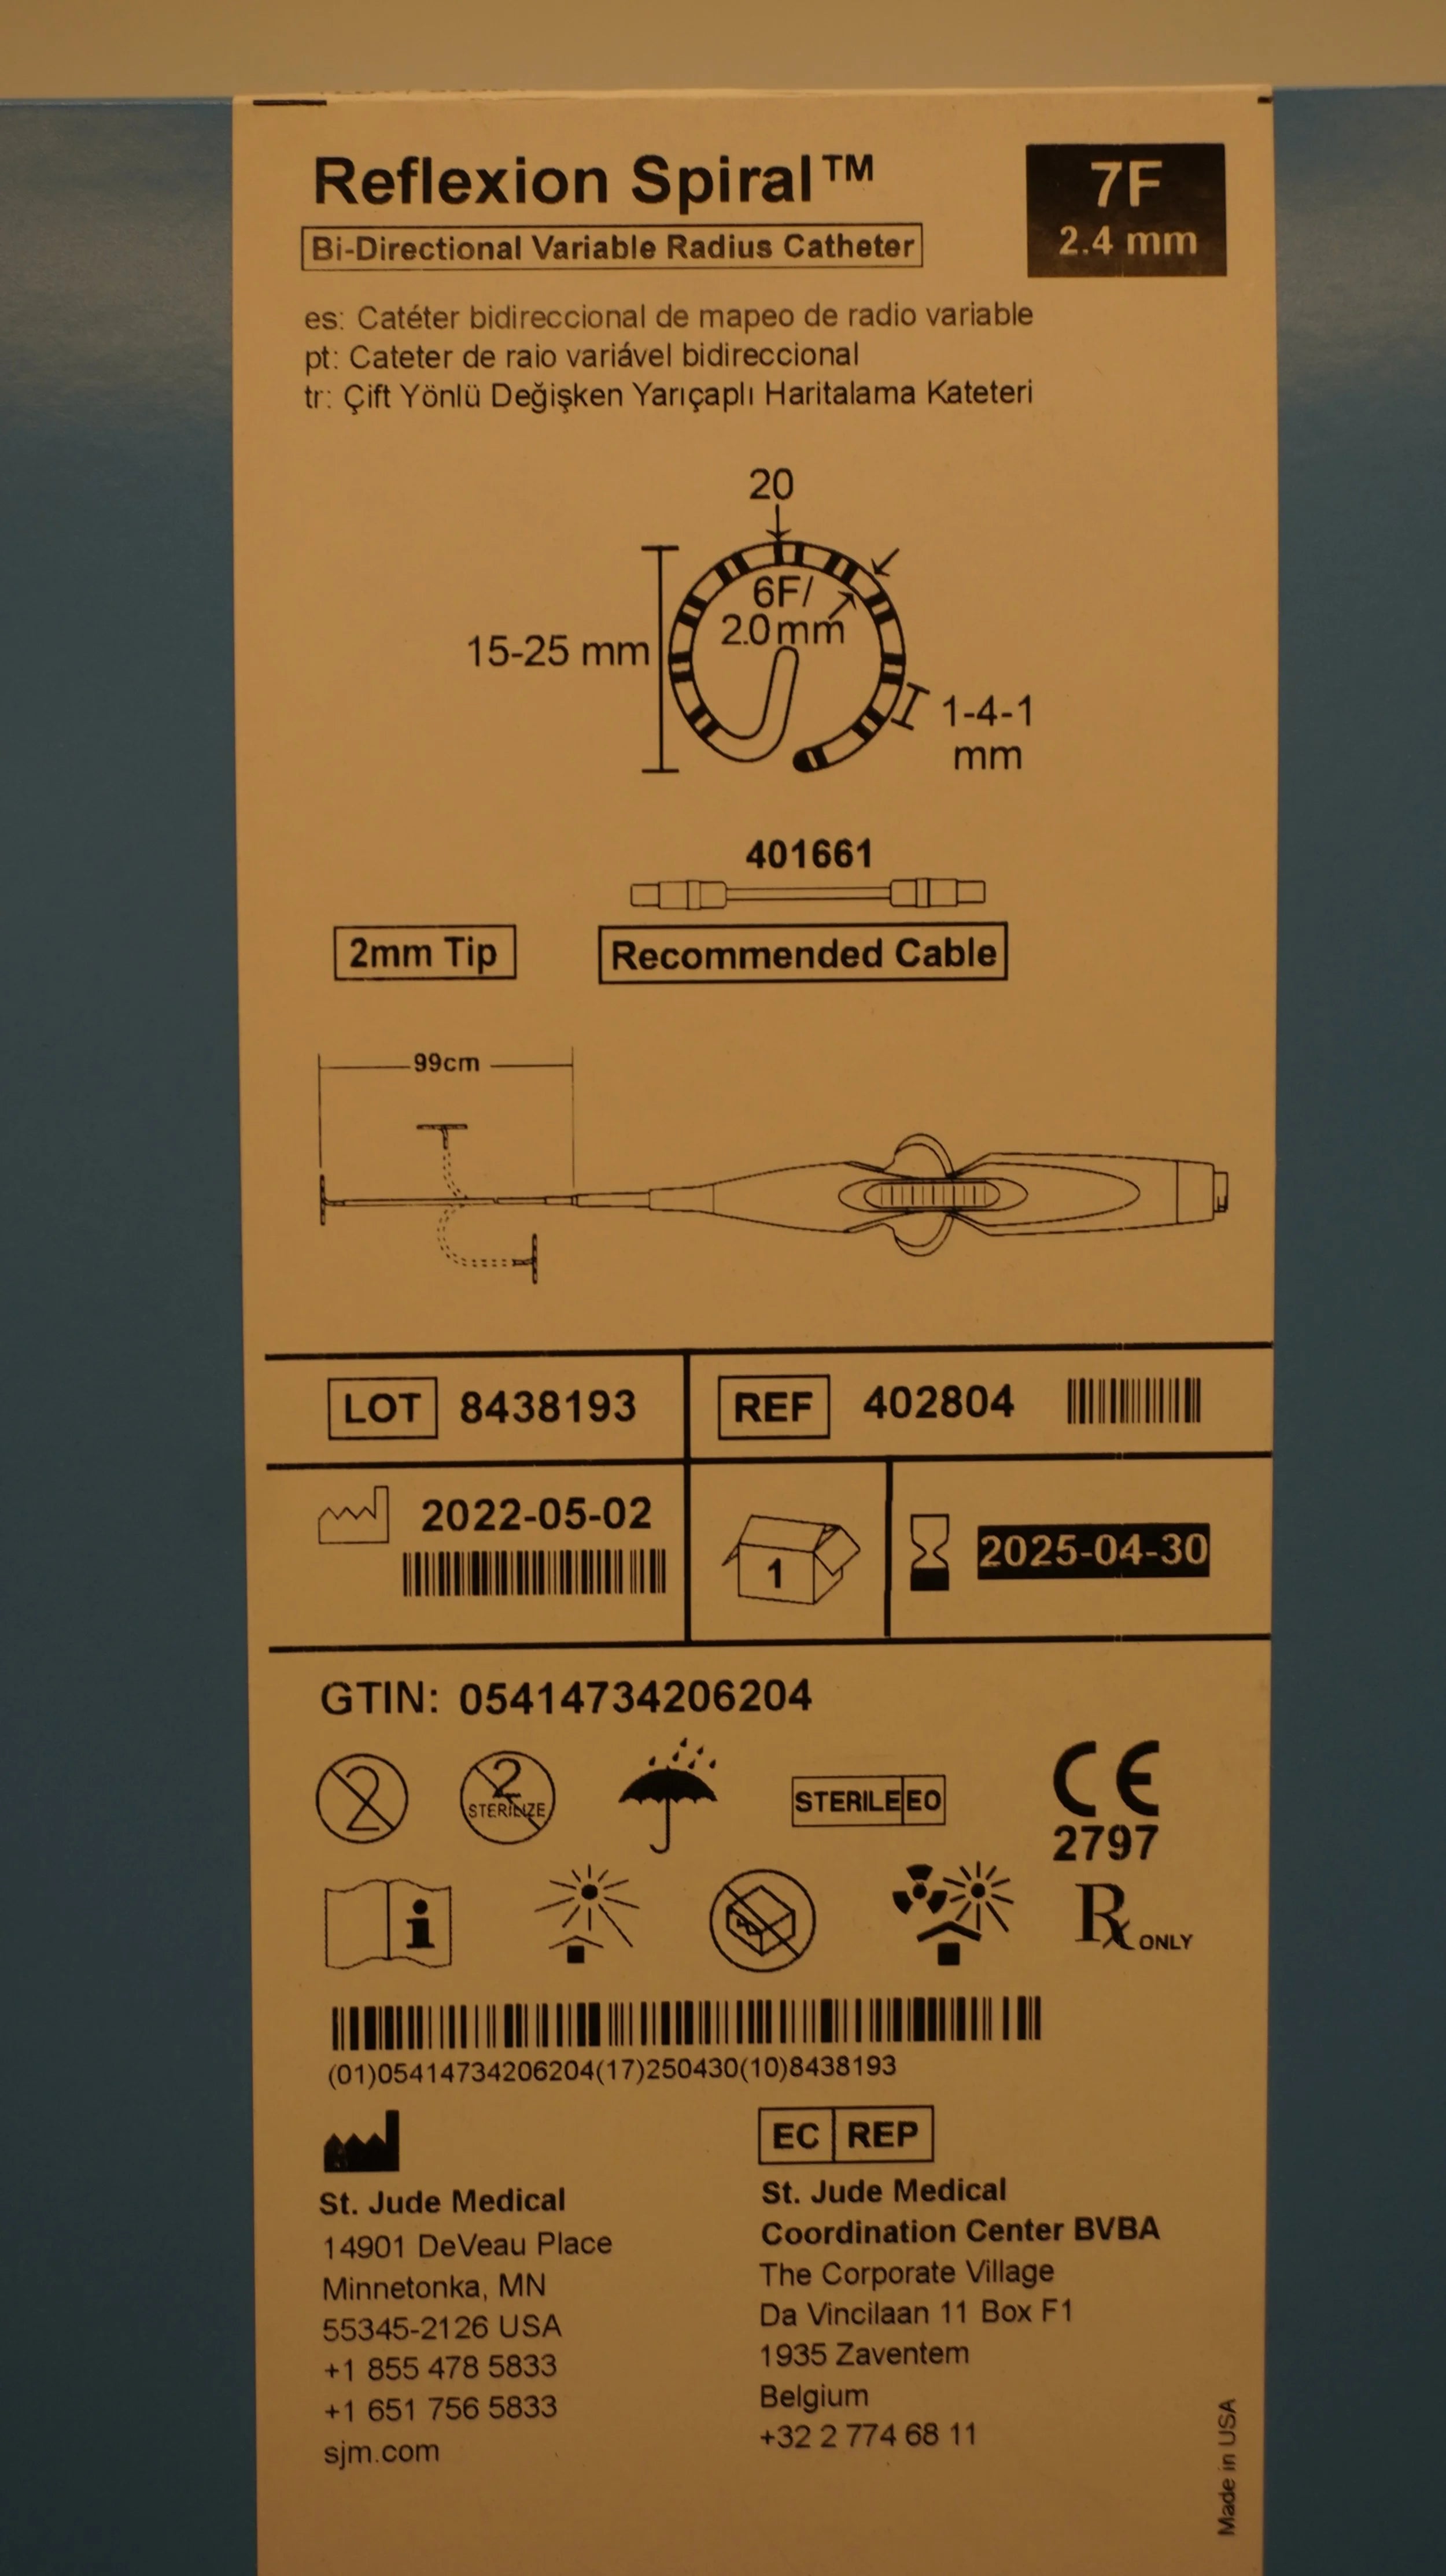 Reflexion Spiral™
7F
2.4 mm
Bi-Directional Variable Radius Catheter
es: Catéter bidireccional de mapeo de radio variable
pt: Cateter de raio variável bidireccional
tr: Çift Yönlü Değişken Yarıçaplı Haritalama Kateteri
20
6F/
2.0mm
15-25 mm
1-4-1
mm
401661
2mm Tip
Recommended Cable
99cm
LOT 8438193
REF 402804
2022-05-02
1
2025-04-30
GTIN: 05414734206204
2
2
STERILIZE
STERILE EO
CE
2797
i
Rx ONLY
(01)05414734206204(17)250430(10)8438193
St. Jude Medical
14901 DeVeau Place
Minnetonka, MN
55345-2126 USA
+1 855 478 5833
+1 651 756 5833
sjm.com
EC REP
St. Jude Medical
Coordination Center BVBA
The Corporate Village
Da Vincilaan 11 Box F1
1935 Zaventem
Belgium
+32 2 774 68 11
Made in USA